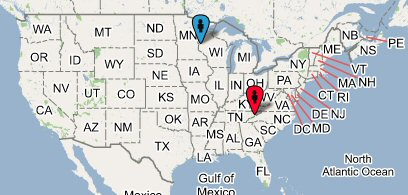 WA
MT
ND
MN
NB
PE
ME
NS
OR
ID
SD
WI
MI
NY
VT
WY
IA
NH
NV
UT
NE
IL
IN
OH
PA
MA
CT
RI
CO
KS
MO
KY
WV
VA
NJ
DE
CA
OK
TN
NC
MD
DC
AZ
NM
AR
SC
MS
AL
GA
TX
LA
FL
North
Atlantic Ocean
Gulf of
Mexico
Mexico